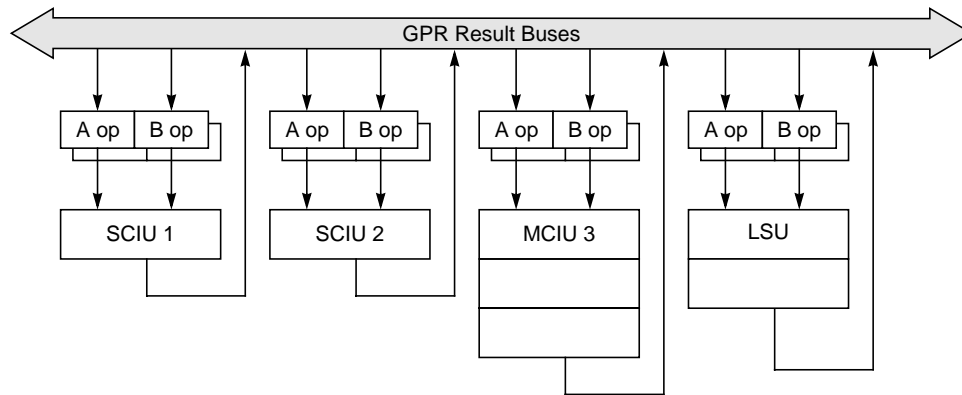 GPR Result Buses
A op B op A op B op A op B op A op B op
SCIU 1 SCIU 2 MCIU 3 LSU